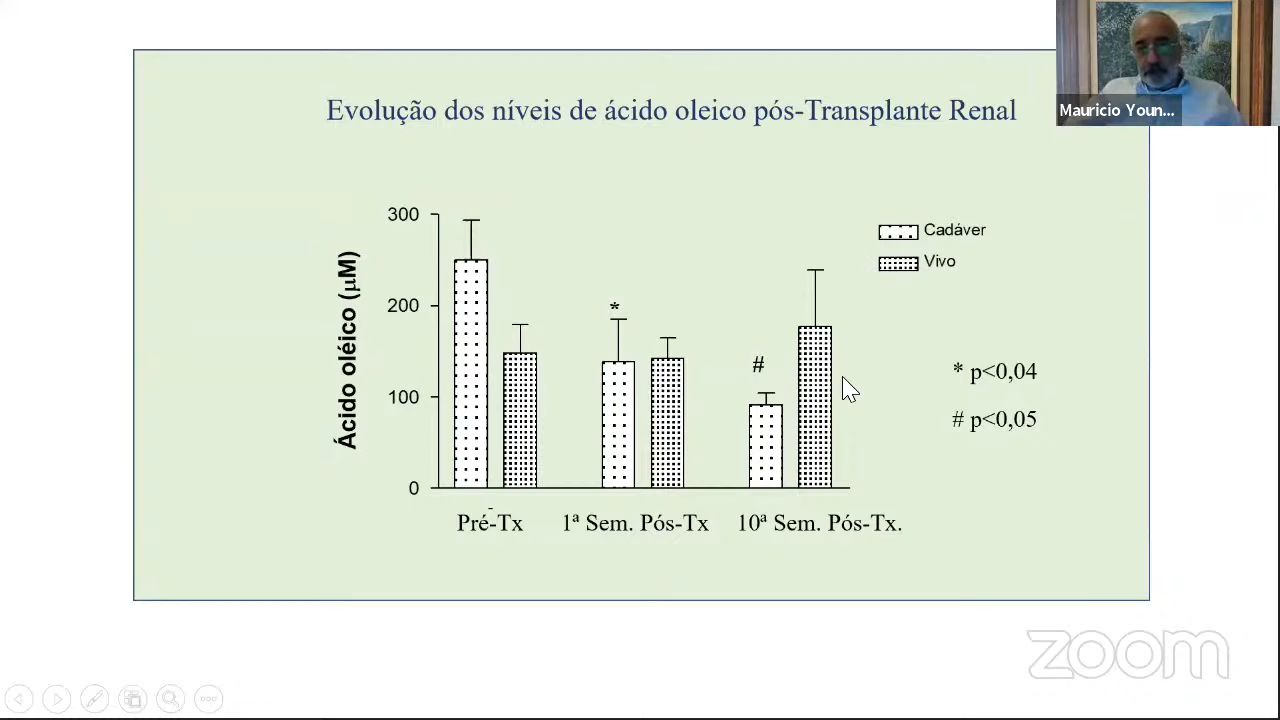 Evolução dos níveis de ácido oleico pós-Transplante Renal
Mauricio Youn...
300
200
100
0
Ácido oléico (μM)
Cadáver
Vivo
*
#
* p<0,04
# p<0,05
Pré-Tx
1ª Sem. Pós-Tx
10ª Sem. Pós-Tx.
zoom